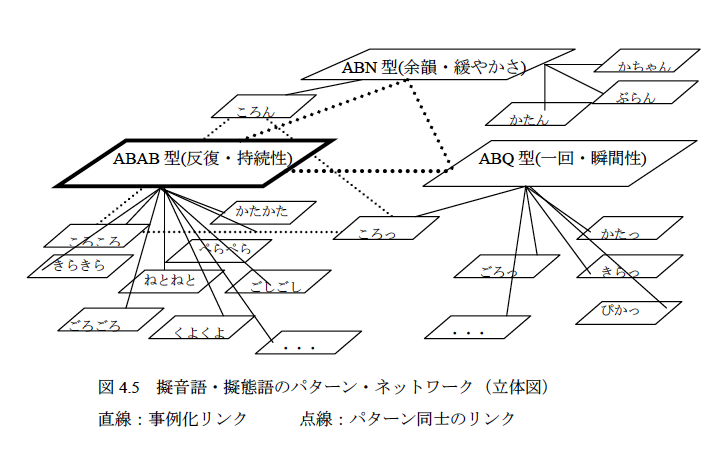 ABN 型(余韻・緩やかさ)
かちゃん
ぶらん
かたん
ころん
ABAB 型(反復・持続性)
ABQ 型(一回・瞬間性)
かたかた
ころころ
ころっ
かたっ
ぺらぺら
きらきら
ねとねと
ごしごし
ごろっ
きらっ
ぴかっ
ごろごろ
くよくよ
・・・
・・・
図 4.5 擬音語・擬態語のパターン・ネットワーク（立体図）
直線：事例化リンク 点線：パターン同士のリンク